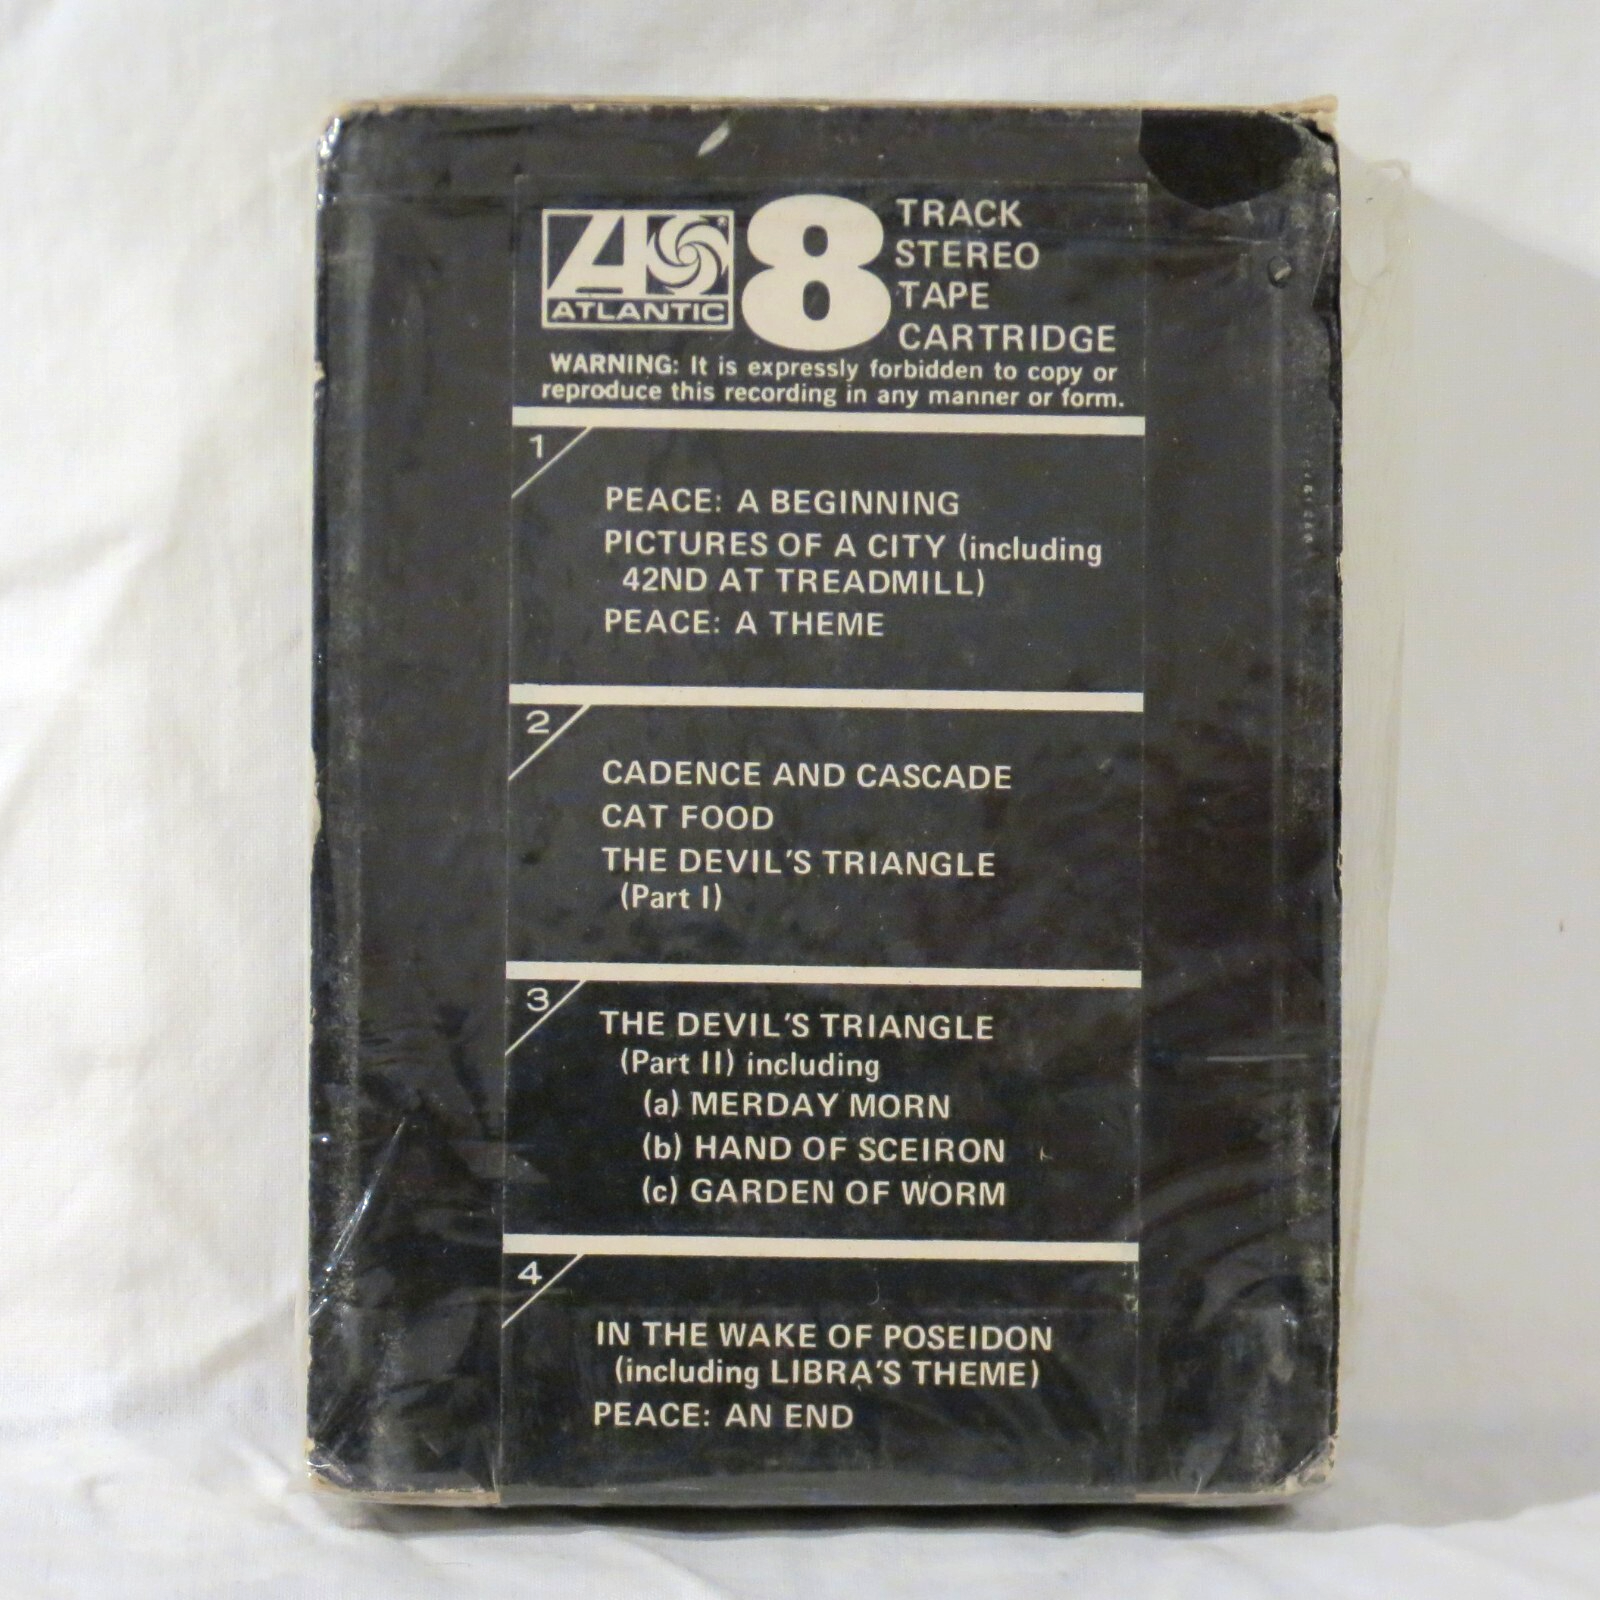 ATLANTIC
8 TRACK
STEREO
TAPE
CARTRIDGE
WARNING: It is expressly forbidden to copy or
reproduce this recording in any manner or form.
1
PEACE: A BEGINNING
PICTURES OF A CITY (including
42ND AT TREADMILL)
PEACE: A THEME
2
CADENCE AND CASCADE
CAT FOOD
THE DEVIL'S TRIANGLE
(Part I)
3
THE DEVIL'S TRIANGLE
(Part II) including
(a) MERDAY MORN
(b) HAND OF SCEIRON
(c) GARDEN OF WORM
4
IN THE WAKE OF POSEIDON
(including LIBRA'S THEME)
PEACE: AN END